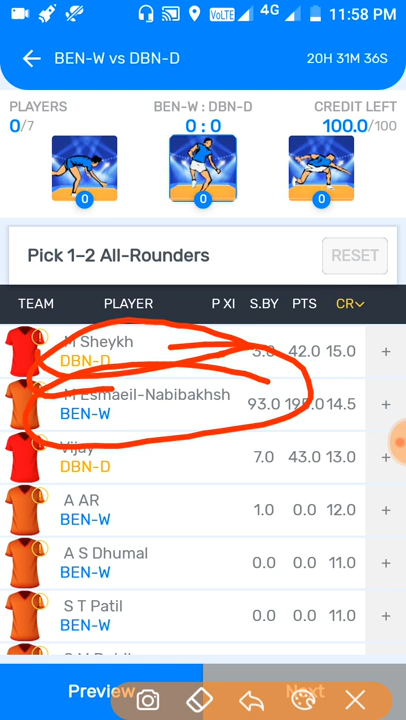 VoLTE 4G 11:58 PM
BEN-W vs DBN-D 20H 31M 36S
PLAYERS BEN-W : DBN-D CREDIT LEFT
0/7 0 : 0 100.0/100
0 0 0
Pick 1-2 All-Rounders RESET
TEAM PLAYER P XI S.BY PTS CR
M Sheykh
DBN-D
3.0 42.0 15.0 +
M Esmaeil-Nabibakhsh
BEN-W
93.0 14.5 +
Vijay
DBN-D
7.0 43.0 13.0 +
A AR
BEN-W
1.0 0.0 12.0 +
A S Dhumal
BEN-W
0.0 0.0 11.0 +
S T Patil
BEN-W
0.0 0.0 11.0 +
Preview Next